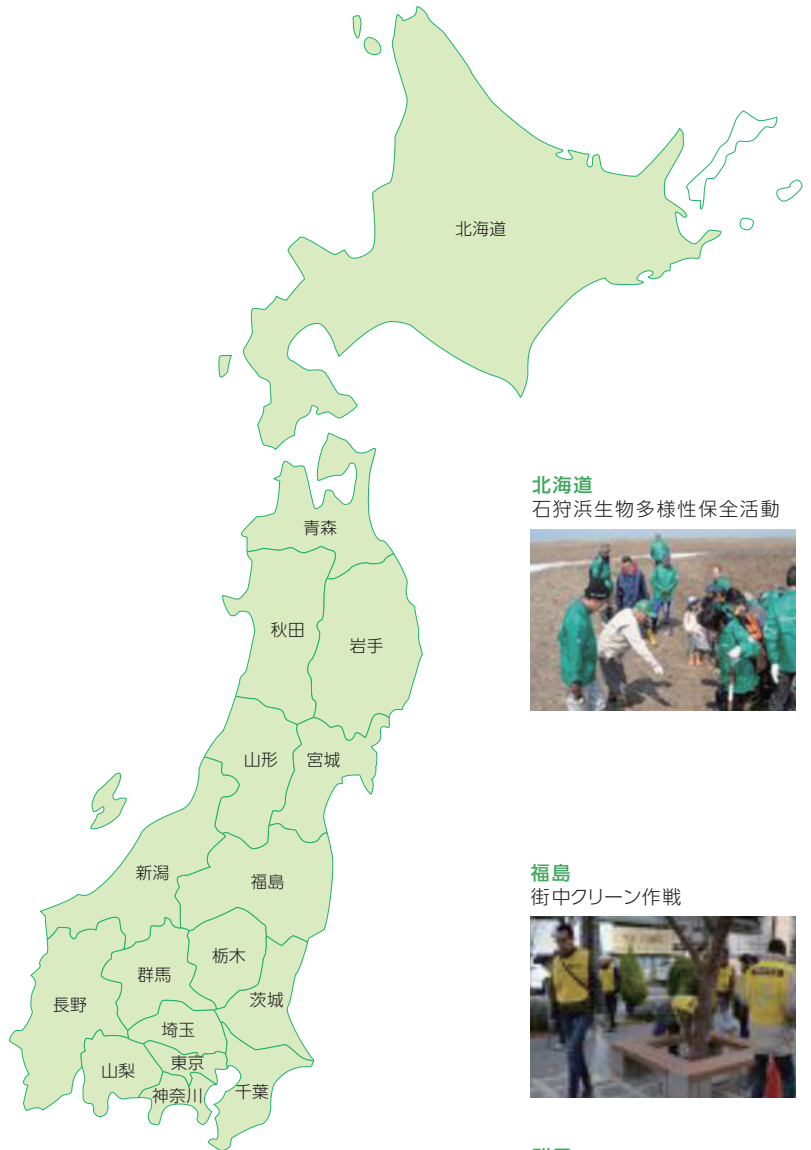 北海道
青森
秋田
岩手
山形
宮城
新潟
福島
栃木
群馬
茨城
長野
埼玉
東京
山梨
神奈川
千葉
北海道
石狩浜生物多様性保全活動
福島
街中クリーン作戦